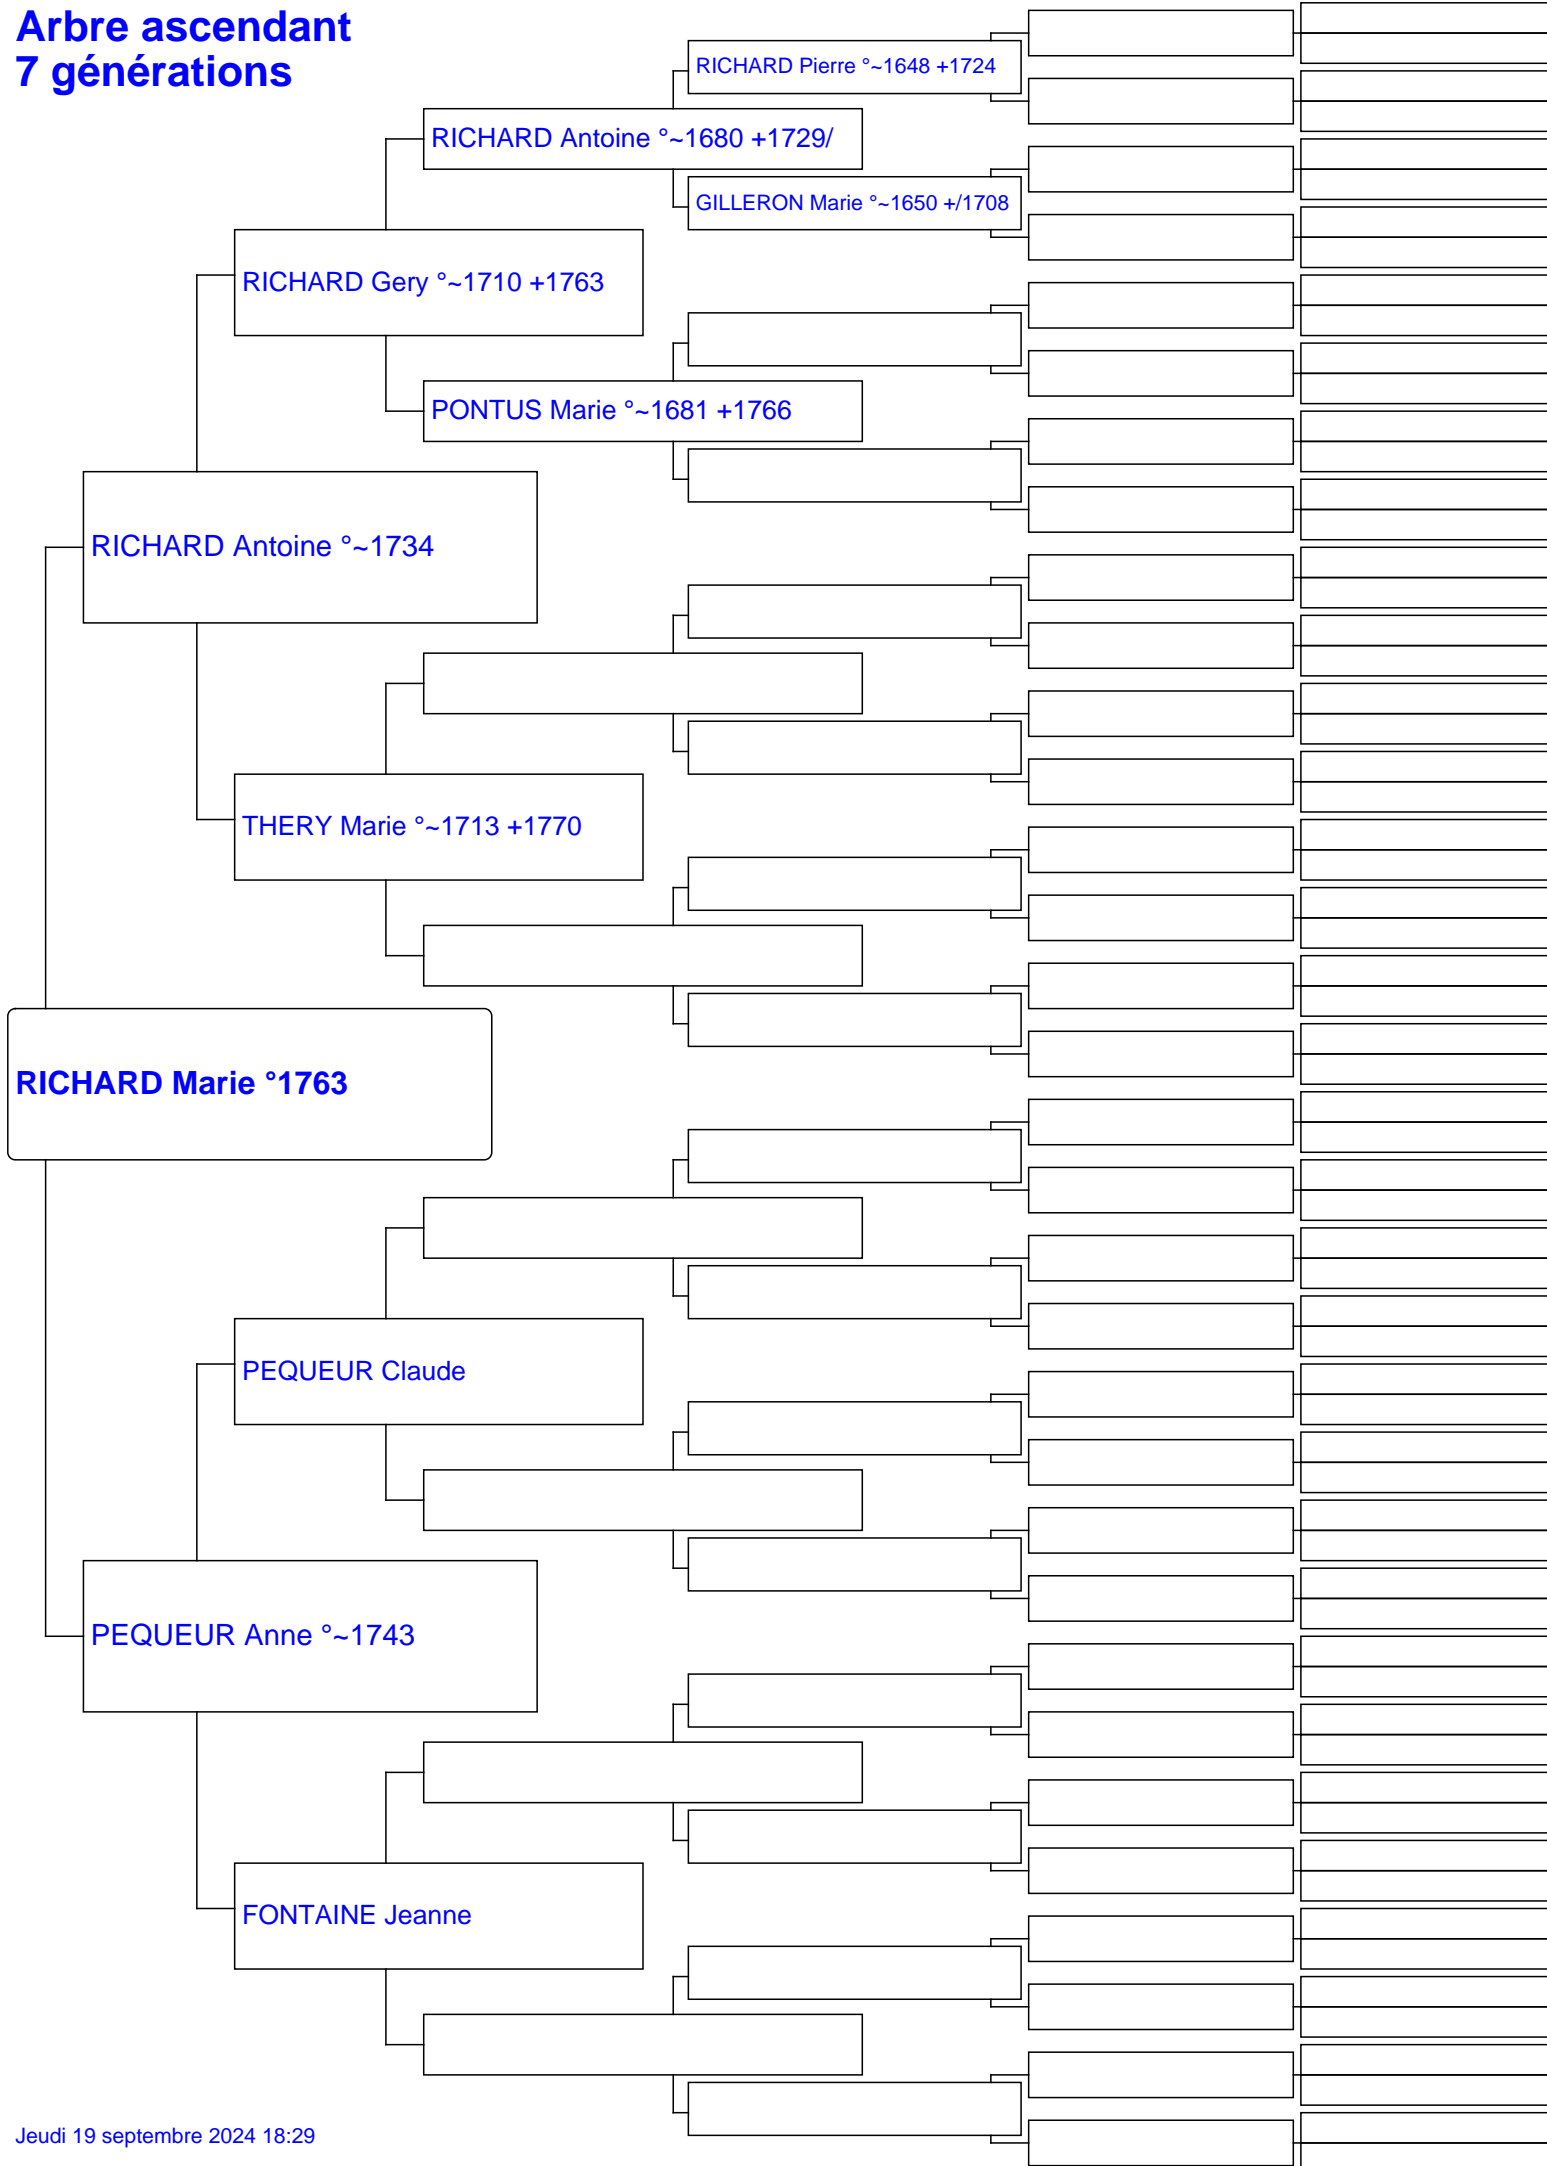 Arbre ascendant
7 générations
RICHARD Pierre °~1648 +1724
RICHARD Antoine °~1680 +1729/
GILLERON Marie °~1650 +/1708
RICHARD Gery °~1710 +1763
PONTUS Marie °~1681 +1766
RICHARD Antoine °~1734
THERY Marie °~1713 +1770
RICHARD Marie °1763
PEQUEUR Claude
PEQUEUR Anne °~1743
FONTAINE Jeanne
Jeudi 19 septembre 2024 18:29